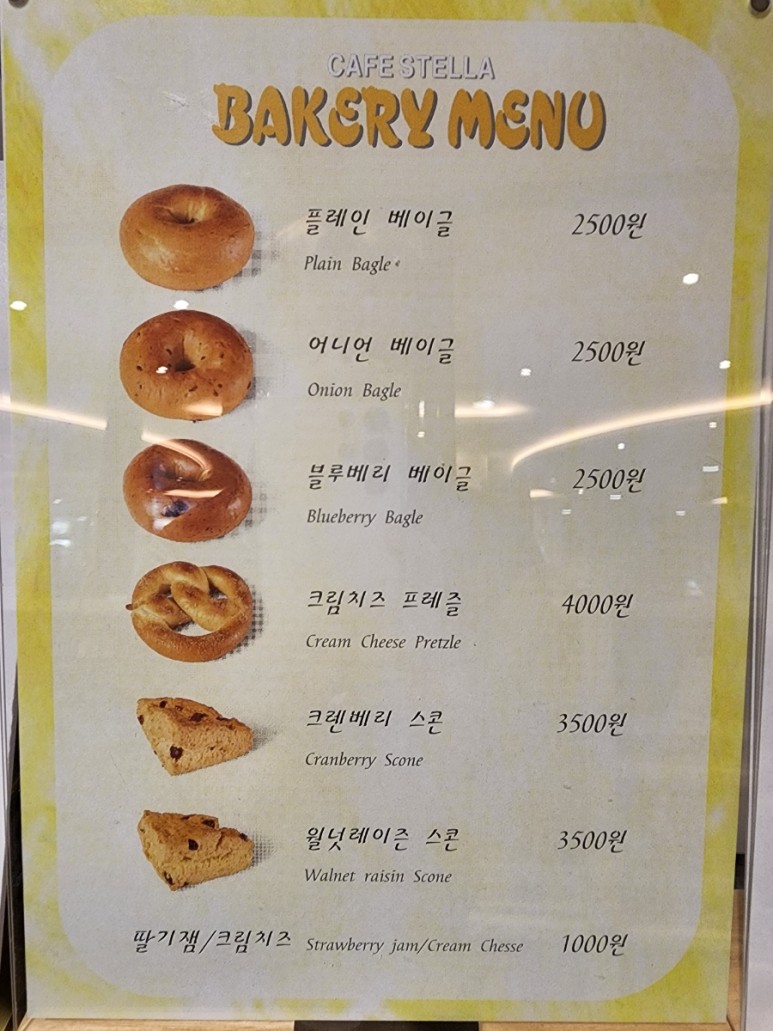 CAFE STELLA
BAKERY MENU
플레인 베이글 2500원
Plain Bagle
어니언 베이글 2500원
Onion Bagle
블루베리 베이글 2500원
Blueberry Bagle
크림치즈 프레즐 4000원
Cream Cheese Pretzle
크렌베리 스콘 3500원
Cranberry Scone
월넛레이즌 스콘 3500원
Walnet raisin Scone
딸기잼/크림치즈 Strawberry jam/Cream Chesse 1000원